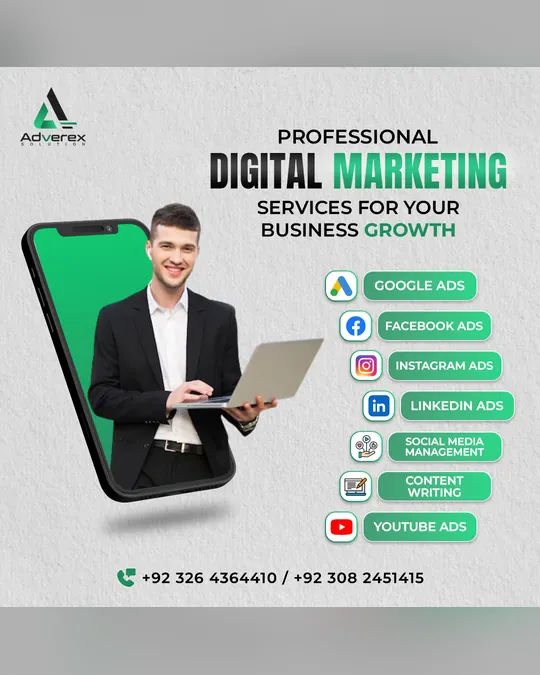 Adverex
SOLUTION
PROFESSIONAL
DIGITAL MARKETING
SERVICES FOR YOUR
BUSINESS GROWTH
GOOGLE ADS
FACEBOOK ADS
INSTAGRAM ADS
in LINKEDIN ADS
SOCIAL MEDIA
MANAGEMENT
CONTENT
WRITING
YOUTUBE ADS
+92 326 4364410 / +92 308 2451415